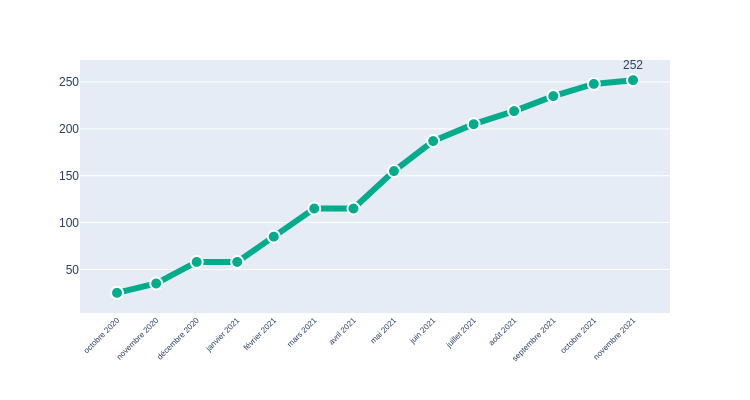 252
250
200
150
100
50
octobre 2020
novembre 2020
décembre 2020
janvier 2021
février 2021
mars 2021
avril 2021
mai 2021
juin 2021
juillet 2021
août 2021
septembre 2021
octobre 2021
novembre 2021